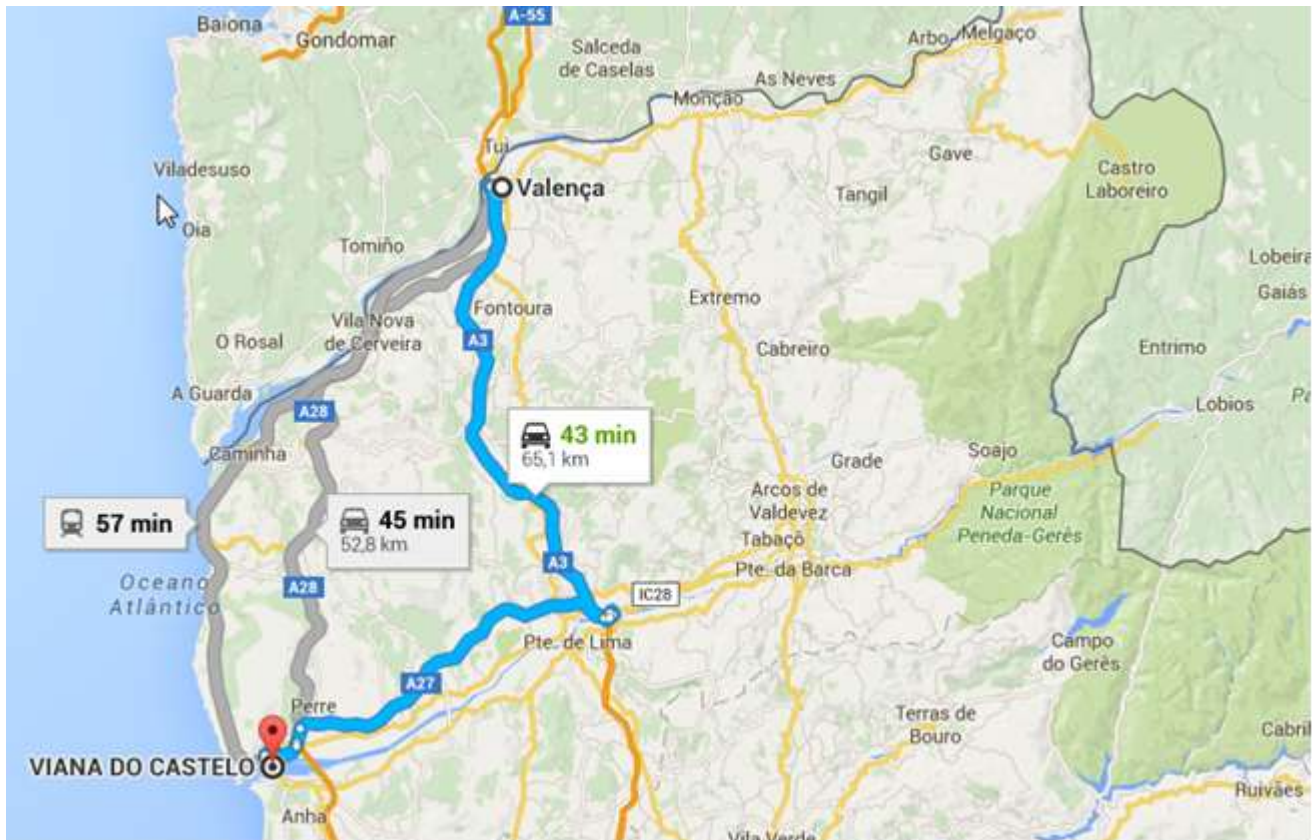 A-55
Baiona
Gondomar
Salceda
de Caselas
Arbo
Melgaço
As Neves
Monção
Tui
Gave
Viladesuso
Castro
Laboreiro
Valença
Tangil
Oia
Tomiño
Lobeira
Gaiás
Extremo
Fontoura
Vila Nova
de Cerveira
O Rosal
A3
Cabreiro
Entrimo
A Guarda
Lobios
A28
43 min
65,1 km
Caminha
Grade
Soajo
Arcos de
Valdevez
Parque
Nacional
Peneda-Gerês
57 min
45 min
52,8 km
Tabaçô
A3
Pte. da Barca
Oceano
Atlântico
A28
IC28
Pte. de Lima
Campo
do Gerês
A27
Perre
Terras de
Bouro
Cabril
VIANA DO CASTELO
Ruivães
Anha
Vila Verde